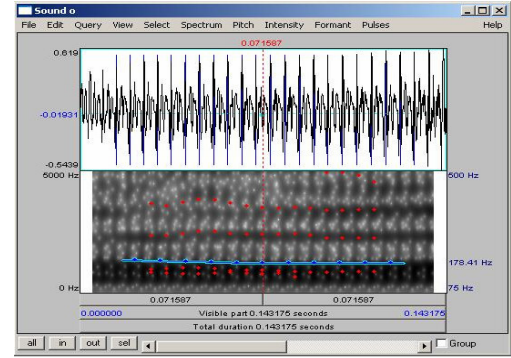 Sound o
File Edit Query View Select Spectrum Pitch Intensity Formant Pulses Help
0.071587
0.619
-0.01931
-0.5439
5000 Hz 500 Hz
178.41 Hz
0 Hz 75 Hz
0.071587 0.071587
0.000000 Visible part 0.143175 seconds 0.143175
Total duration 0.143175 seconds
all in out sel Group